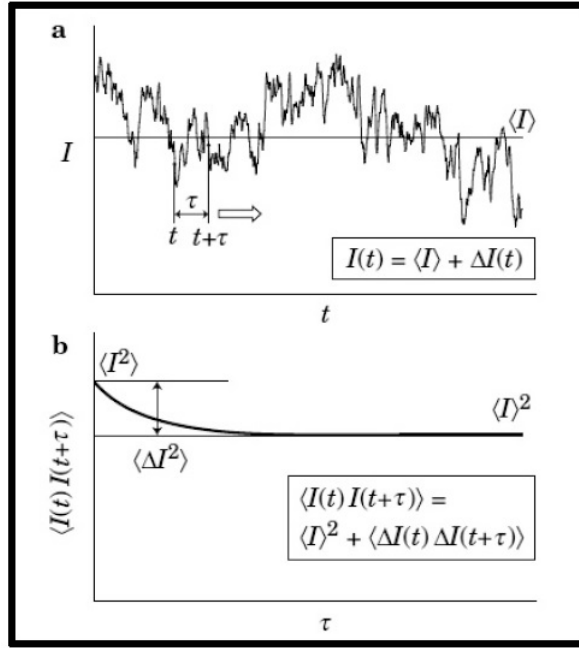 a
⟨I⟩
I
τ
t t+τ
I(t) = ⟨I⟩ + ΔI(t)
t
b
⟨I²⟩
⟨I⟩²
⟨ΔI²⟩
⟨I(t) I(t+τ)⟩
⟨I(t) I(t+τ)⟩ =
⟨I⟩² + ⟨ΔI(t) ΔI(t+τ)⟩
τ